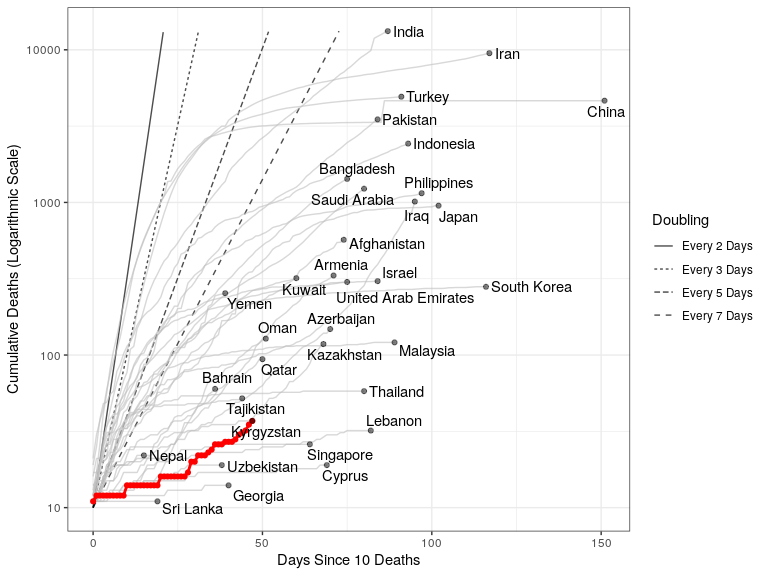 India
10000
Iran
Turkey
China
Pakistan
Indonesia
Bangladesh
Philippines
Saudi Arabia
1000
Iraq
Japan
Doubling
Every 2 Days
Every 3 Days
Every 5 Days
Every 7 Days
Afghanistan
Armenia
Israel
Kuwait
South Korea
United Arab Emirates
Yemen
Azerbaijan
Oman
100
Kazakhstan
Malaysia
Qatar
Bahrain
Thailand
Tajikistan
Lebanon
Kyrgyzstan
Nepal
Singapore
Uzbekistan
Cyprus
Georgia
10
Sri Lanka
0
50
100
150
Days Since 10 Deaths
Cumulative Deaths (Logarithmic Scale)